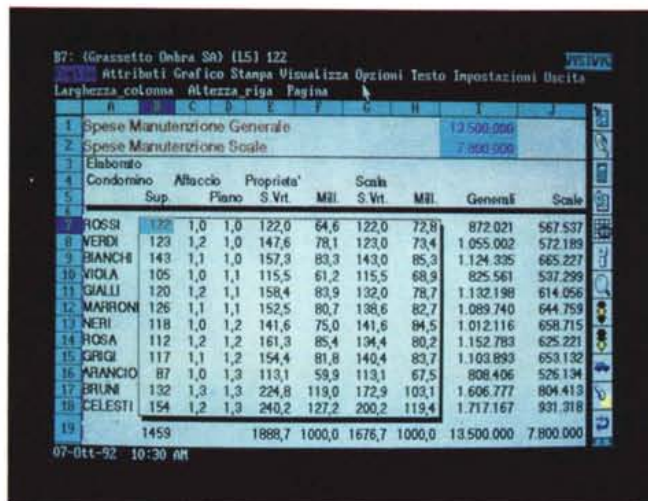 B7: {Grassetto Ombra SA} [L5] 122
Foglio Attributi Grafico Stampa Visualizza Opzioni Testo Impostazioni Uscita
Larghezza_colonna Altezza_riga Pagina
A B C D E F G H I J
1 Spese Manutenzione Generale 13.500.000
2 Spese Manutenzione Scale 7.800.000
3 Elaborato
4 Condomino Affaccio Proprieta' Scala
5 Sup. Piano S.Vrt. Mill. S.Vrt. Mill. Generali Scale
6
7 ROSSI 122 1,0 1,0 122,0 64,6 122,0 72,8 872.021 567.537
8 VERDI 123 1,2 1,0 147,6 78,1 123,0 73,4 1.055.002 572.189
9 BIANCHI 143 1,1 1,0 157,3 83,3 143,0 85,3 1.124.335 665.227
10 VIOLA 105 1,0 1,1 115,5 61,2 115,5 68,9 825.561 537.299
11 GIALLI 120 1,2 1,1 158,4 83,9 132,0 78,7 1.132.198 614.056
12 MARRONI 126 1,1 1,1 152,5 80,7 138,6 82,7 1.089.740 644.759
13 NERI 118 1,0 1,2 141,6 75,0 141,6 84,5 1.012.116 658.715
14 ROSA 112 1,2 1,2 161,3 85,4 134,4 80,2 1.152.783 625.221
15 GRIGI 117 1,1 1,2 154,4 81,8 140,4 83,7 1.103.893 653.132
16 ARANCIO 87 1,0 1,3 113,1 59,9 113,1 67,5 808.406 526.134
17 BRUNI 132 1,3 1,3 224,8 119,0 172,9 103,1 1.606.777 804.413
18 CELESTI 154 1,2 1,3 240,2 127,2 200,2 119,4 1.717.167 931.318
19 1459 1888,7 1000,0 1676,7 1000,0 13.500.000 7.800.000
07-Ott-92 10:30 AM